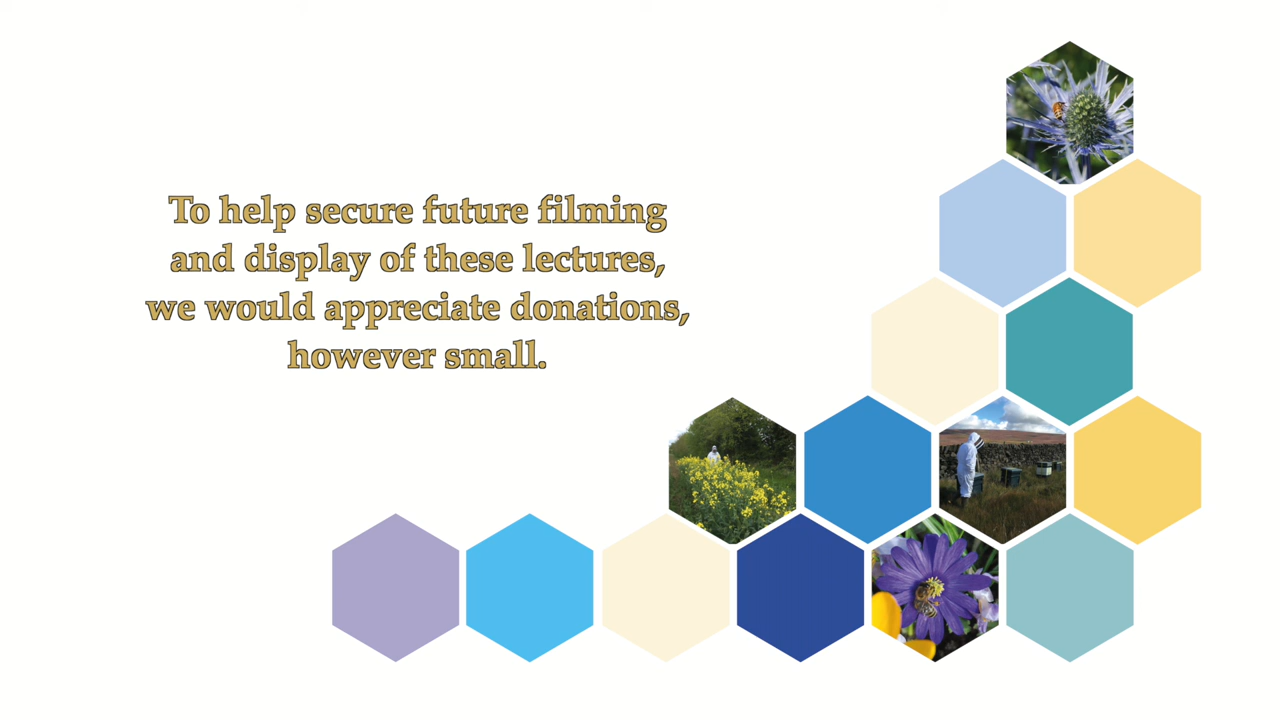 To help secure future filming
and display of these lectures,
we would appreciate donations,
however small.